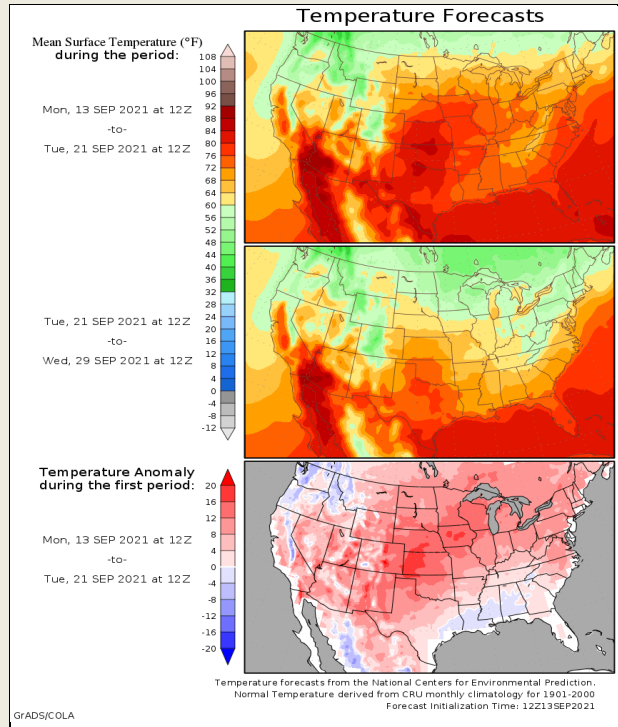 Temperature Forecasts
Mean Surface Temperature (°F)
during the period:
Mon, 13 SEP 2021 at 12Z
-to-
Tue, 21 SEP 2021 at 12Z
108
104
100
96
92
88
84
80
76
72
68
64
60
56
52
48
44
40
36
32
28
24
20
16
12
8
4
0
-4
-8
-12
Tue, 21 SEP 2021 at 12Z
-to-
Wed, 29 SEP 2021 at 12Z
Temperature Anomaly
during the first period:
Mon, 13 SEP 2021 at 12Z
-to-
Tue, 21 SEP 2021 at 12Z
20
16
12
8
4
0
-4
-8
-12
-16
-20
Temperature forecasts from the National Centers for Environmental Prediction.
Normal Temperature derived from CRU monthly climatology for 1901-2000
Forecast Initialization Time: 12Z13SEP2021
GrADS/COLA